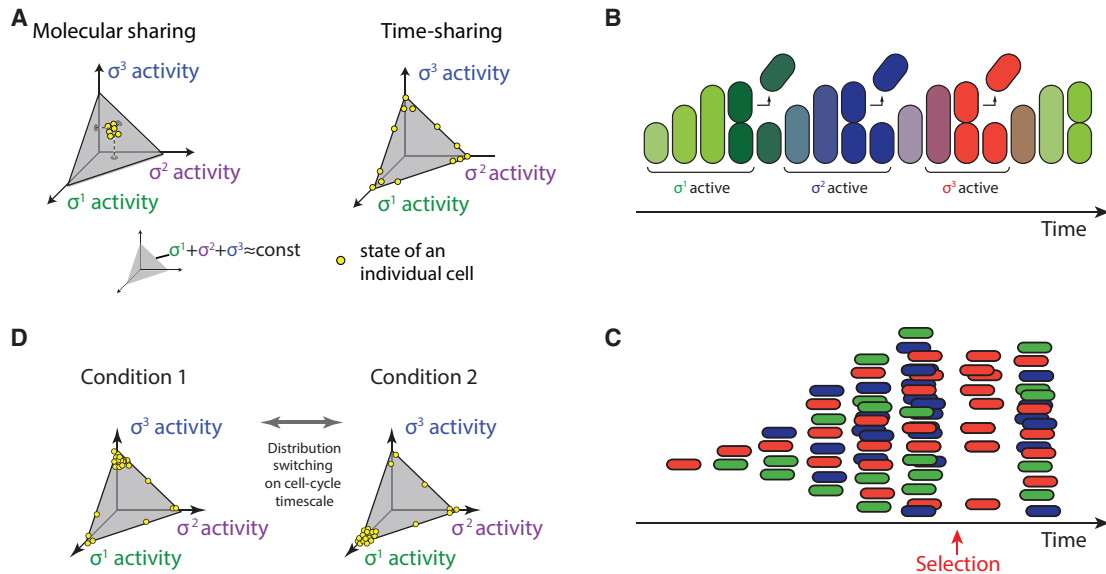 A
Molecular sharing
σ³ activity
σ² activity
σ¹ activity
Time-sharing
σ³ activity
σ² activity
σ¹ activity
σ¹+σ²+σ³≈const
state of an
individual cell
B
σ¹ active
σ² active
σ³ active
Time
D
Condition 1
σ³ activity
σ² activity
σ¹ activity
Distribution
switching
on cell-cycle
timescale
Condition 2
σ³ activity
σ² activity
σ¹ activity
C
Time
Selection